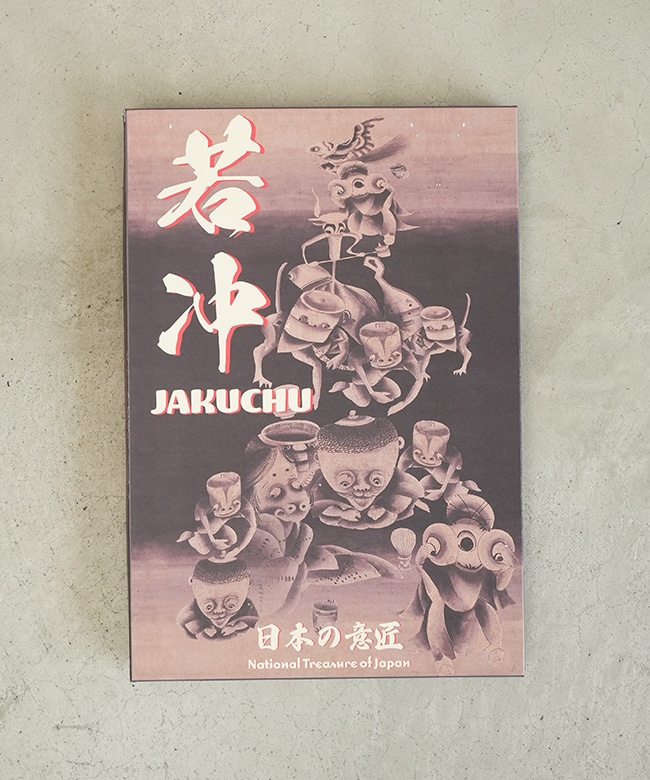 若冲
JAKUCHU
日本の意匠
National Treasure of Japan